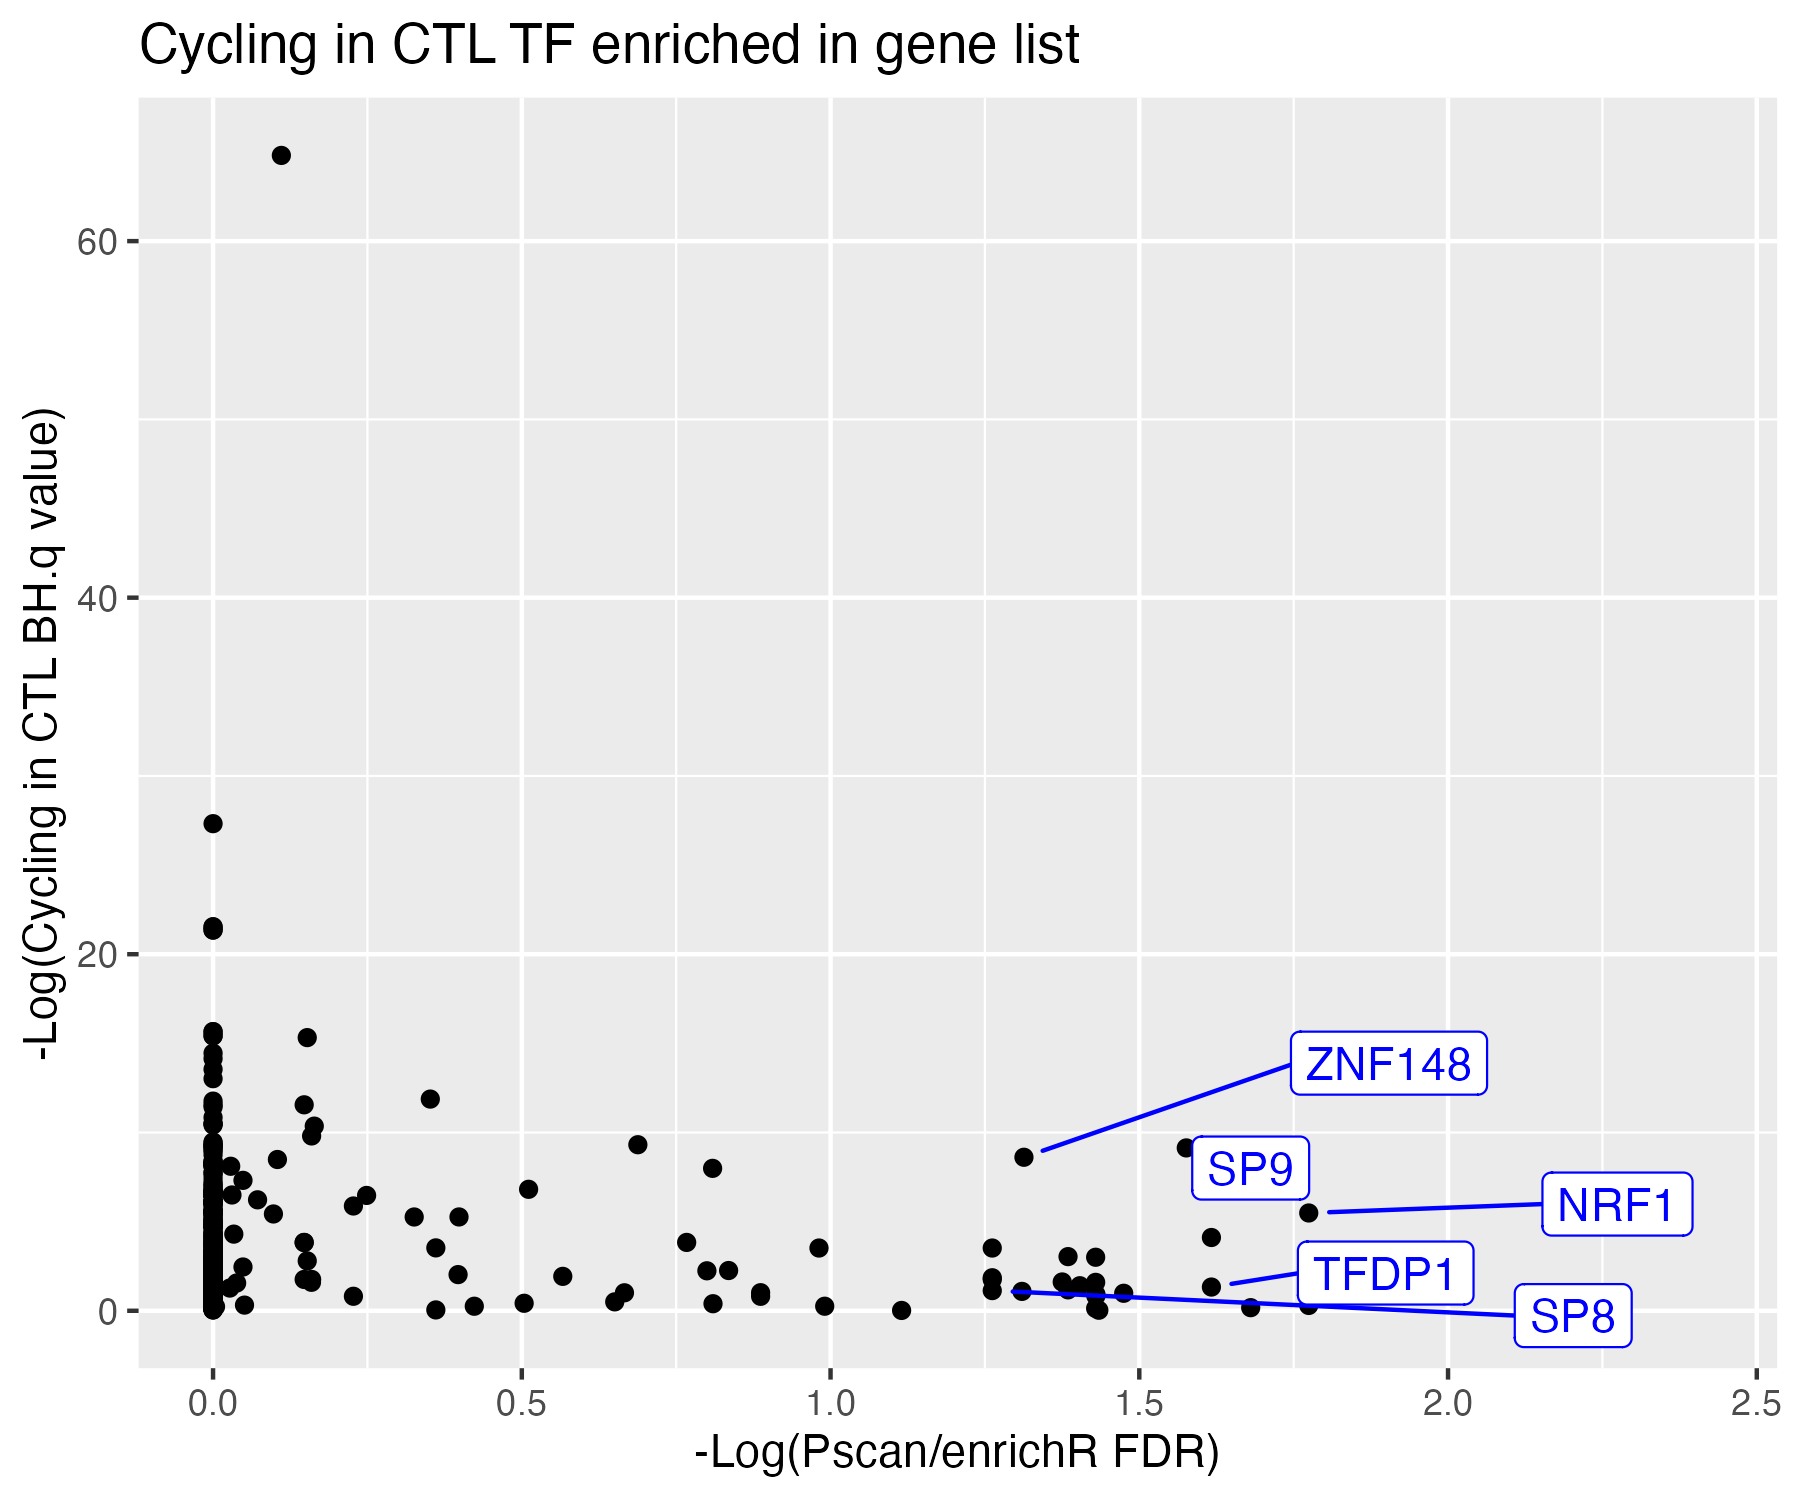 Cycling in CTL TF enriched in gene list
-Log(Cycling in CTL BH.q value)
60
40
20
0
ZNF148
SP9
NRF1
TFDP1
SP8
0.0 0.5 1.0 1.5 2.0 2.5
-Log(Pscan/enrichR FDR)